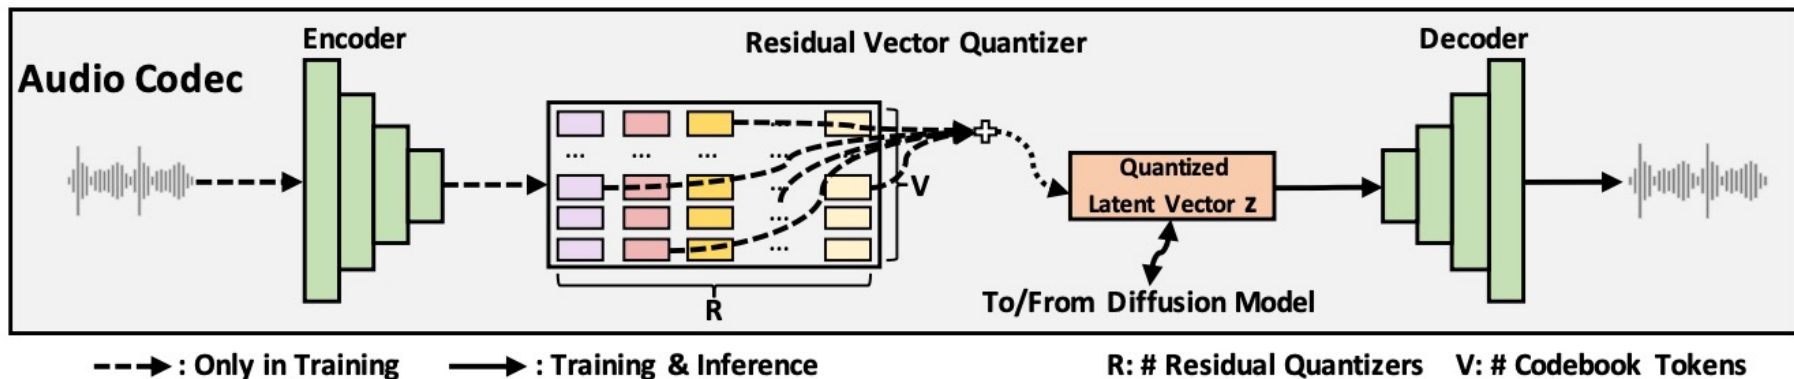 Audio Codec
Encoder
Residual Vector Quantizer
Decoder
...
... ... ... ...
...
...
...
V
R
+
Quantized
Latent Vector z
To/From Diffusion Model
: Only in Training
: Training & Inference
R: # Residual Quantizers
V: # Codebook Tokens